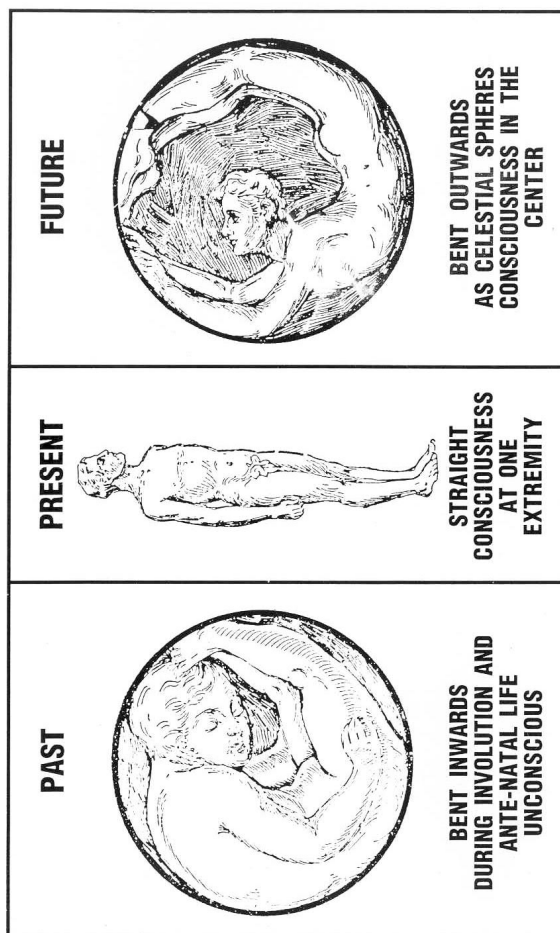 PAST
BENT INWARDS
DURING INVOLUTION AND
ANTE-NATAL LIFE
UNCONSCIOUS
PRESENT
STRAIGHT
CONSCIOUSNESS
AT ONE
EXTREMITY
FUTURE
BENT OUTWARDS
AS CELESTIAL SPHERES
CONSCIOUSNESS IN THE
CENTER